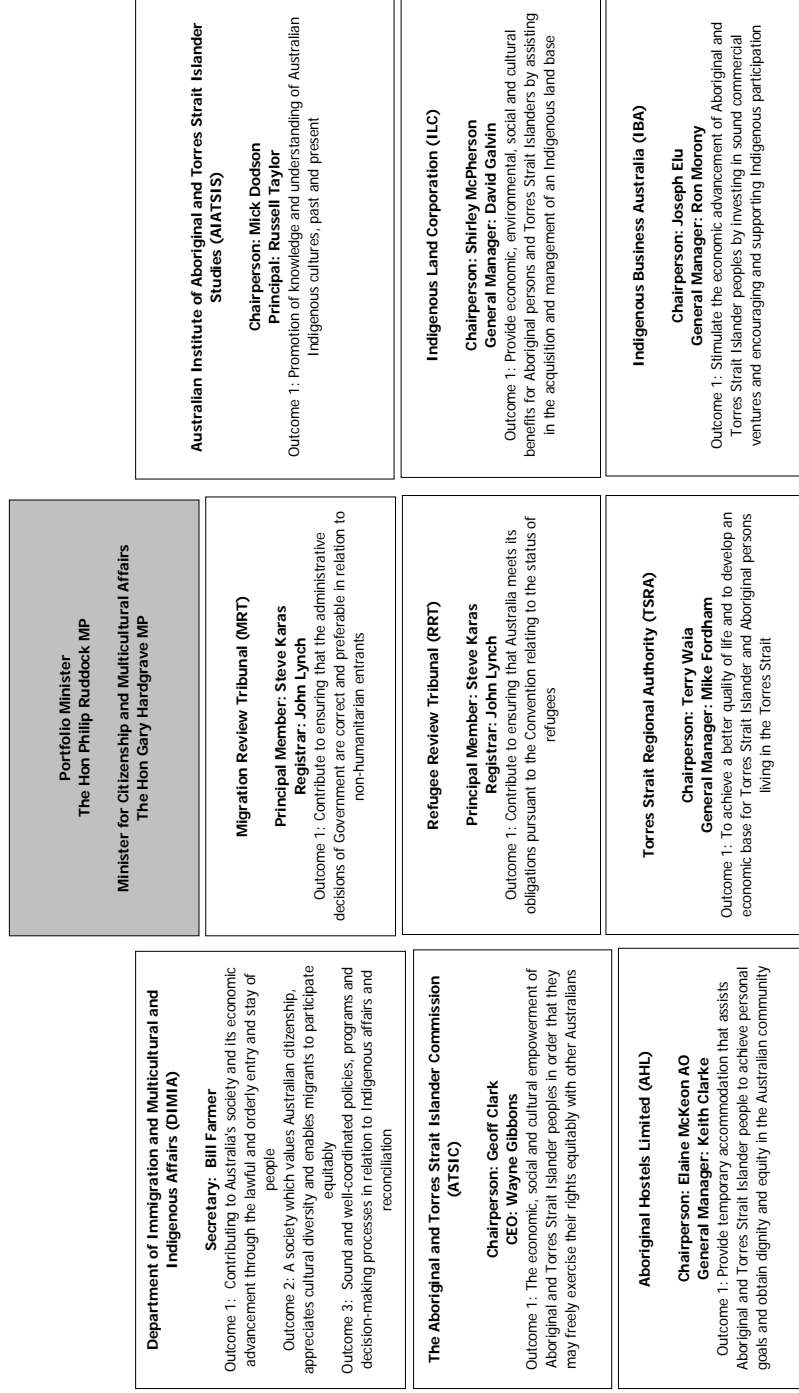 Portfolio Minister
The Hon Philip Ruddock MP
Minister for Citizenship and Multicultural Affairs
The Hon Gary Hardgrave MP
Department of Immigration and Multicultural and
Indigenous Affairs (DIMIA)
Secretary: Bill Farmer
Outcome 1: Contributing to Australia's society and its economic
advancement through the lawful and orderly entry and stay of
people
Outcome 2: A society which values Australian citizenship,
appreciates cultural diversity and enables migrants to participate
equitably
Outcome 3: Sound and well-coordinated policies, programs and
decision-making processes in relation to Indigenous affairs and
reconciliation
Migration Review Tribunal (MRT)
Principal Member: Steve Karas
Registrar: John Lynch
Outcome 1: Contribute to ensuring that the administrative
decisions of Government are correct and preferable in relation to
non-humanitarian entrants
Australian Institute of Aboriginal and Torres Strait Islander
Studies (AIATSIS)
Chairperson: Mick Dodson
Principal: Russell Taylor
Outcome 1: Promotion of knowledge and understanding of Australian
Indigenous cultures, past and present
The Aboriginal and Torres Strait Islander Commission
(ATSIC)
Chairperson: Geoff Clark
CEO: Wayne Gibbons
Outcome 1: The economic, social and cultural empowerment of
Aboriginal and Torres Strait Islander peoples in order that they
may freely exercise their rights equitably with other Australians
Refugee Review Tribunal (RRT)
Principal Member: Steve Karas
Registrar: John Lynch
Outcome 1: Contribute to ensuring that Australia meets its
obligations pursuant to the Convention relating to the status of
refugees
Indigenous Land Corporation (ILC)
Chairperson: Shirley McPherson
General Manager: David Galvin
Outcome 1: Provide economic, environmental, social and cultural
benefits for Aboriginal persons and Torres Strait Islanders by assisting
in the acquisition and management of an Indigenous land base
Aboriginal Hostels Limited (AHL)
Chairperson: Elaine McKeon AO
General Manager: Keith Clarke
Outcome 1: Provide temporary accommodation that assists
Aboriginal and Torres Strait Islander people to achieve personal
goals and obtain dignity and equity in the Australian community
Torres Strait Regional Authority (TSRA)
Chairperson: Terry Waia
General Manager: Mike Fordham
Outcome 1: To achieve a better quality of life and to develop an
economic base for Torres Strait Islander and Aboriginal persons
living in the Torres Strait
Indigenous Business Australia (IBA)
Chairperson: Joseph Elu
General Manager: Ron Morony
Outcome 1: Stimulate the economic advancement of Aboriginal and
Torres Strait Islander peoples by investing in sound commercial
ventures and encouraging and supporting Indigenous participation